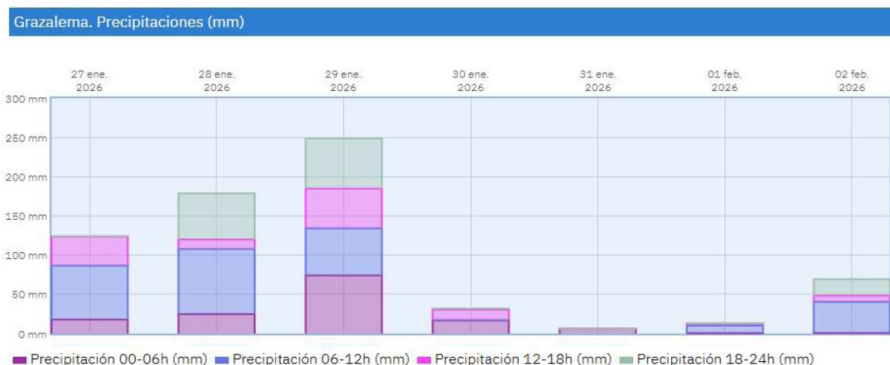 Grazalema. Precipitaciones (mm)
27 ene. 28 ene. 29 ene. 30 ene. 31 ene. 01 feb. 02 feb.
2026 2026 2026 2026 2026 2026 2026
300 mm
250 mm
200 mm
150 mm
100 mm
50 mm
0 mm
Precipitación 00-06h (mm) Precipitación 06-12h (mm) Precipitación 12-18h (mm) Precipitación 18-24h (mm)